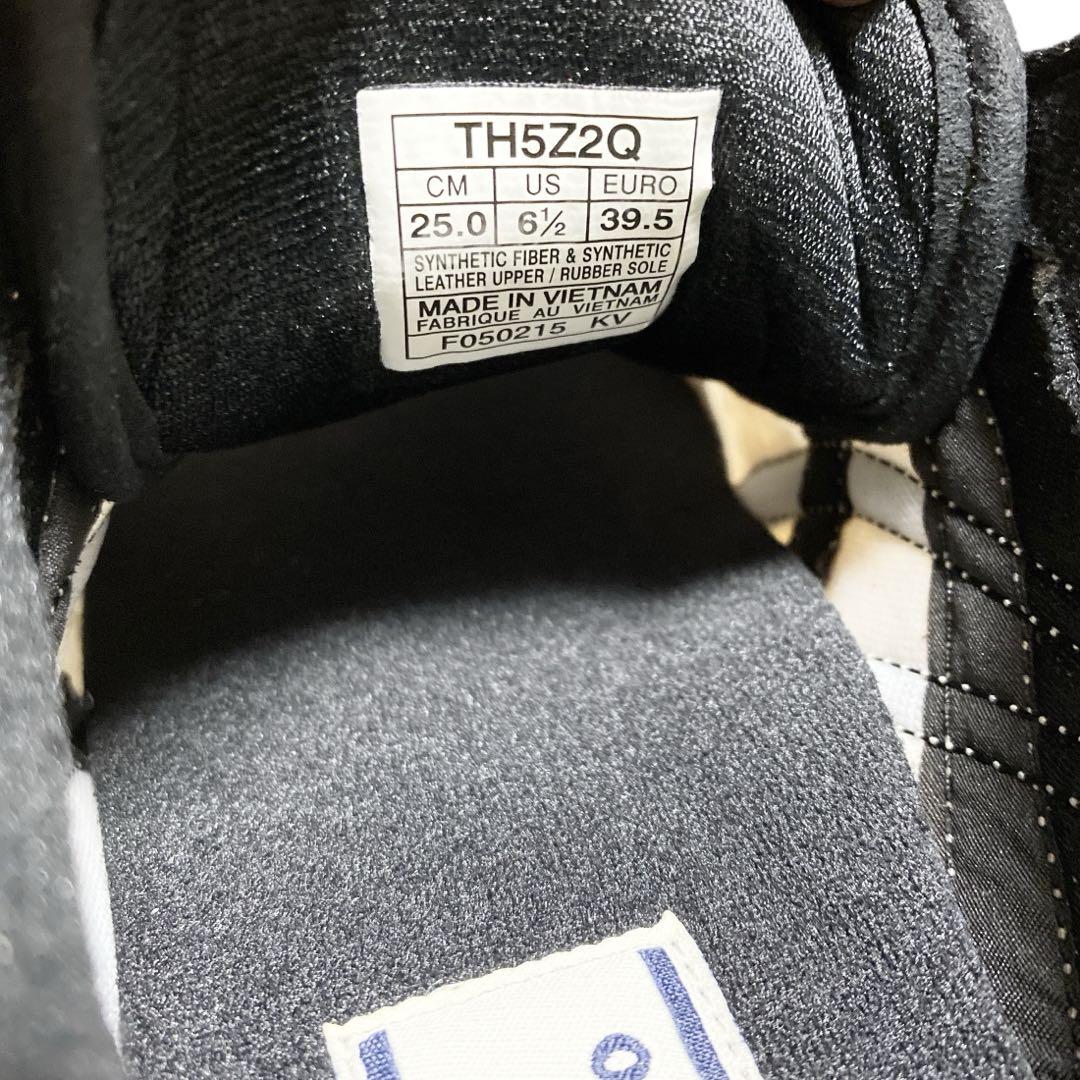 TH5Z2Q
CM US EURO
25.0 6½ 39.5
SYNTHETIC FIBER & SYNTHETIC
LEATHER UPPER / RUBBER SOLE
MADE IN VIETNAM
FABRIQUE AU VIETNAM
F050215 KV